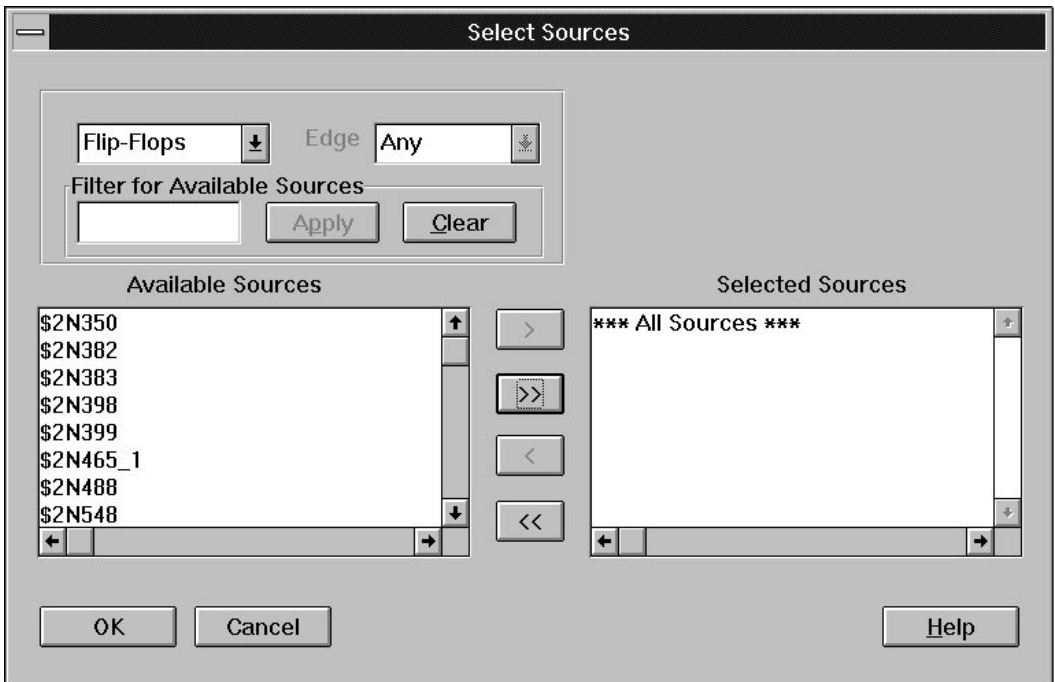 Select Sources
Flip-Flops
Edge
Any
Filter for Available Sources
Apply
Clear
Available Sources
$2N350
$2N382
$2N383
$2N398
$2N399
$2N465_1
$2N488
$2N548
>
>>
<
<<
Selected Sources
*** All Sources ***
OK
Cancel
Help